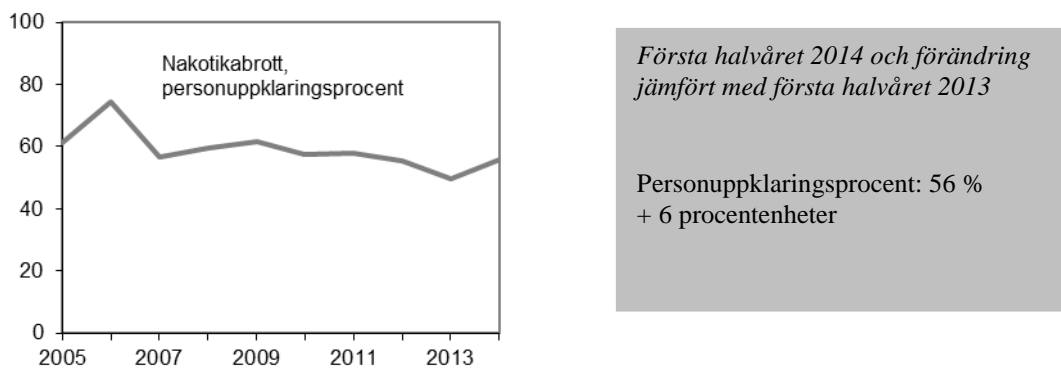 100
Nakotikabrott,
personuppklaringsprocent
80
60
40
20
0
2005 2007 2009 2011 2013
Första halvåret 2014 och förändring
jämfört med första halvåret 2013
Personuppklaringsprocent: 56 %
+ 6 procentenheter